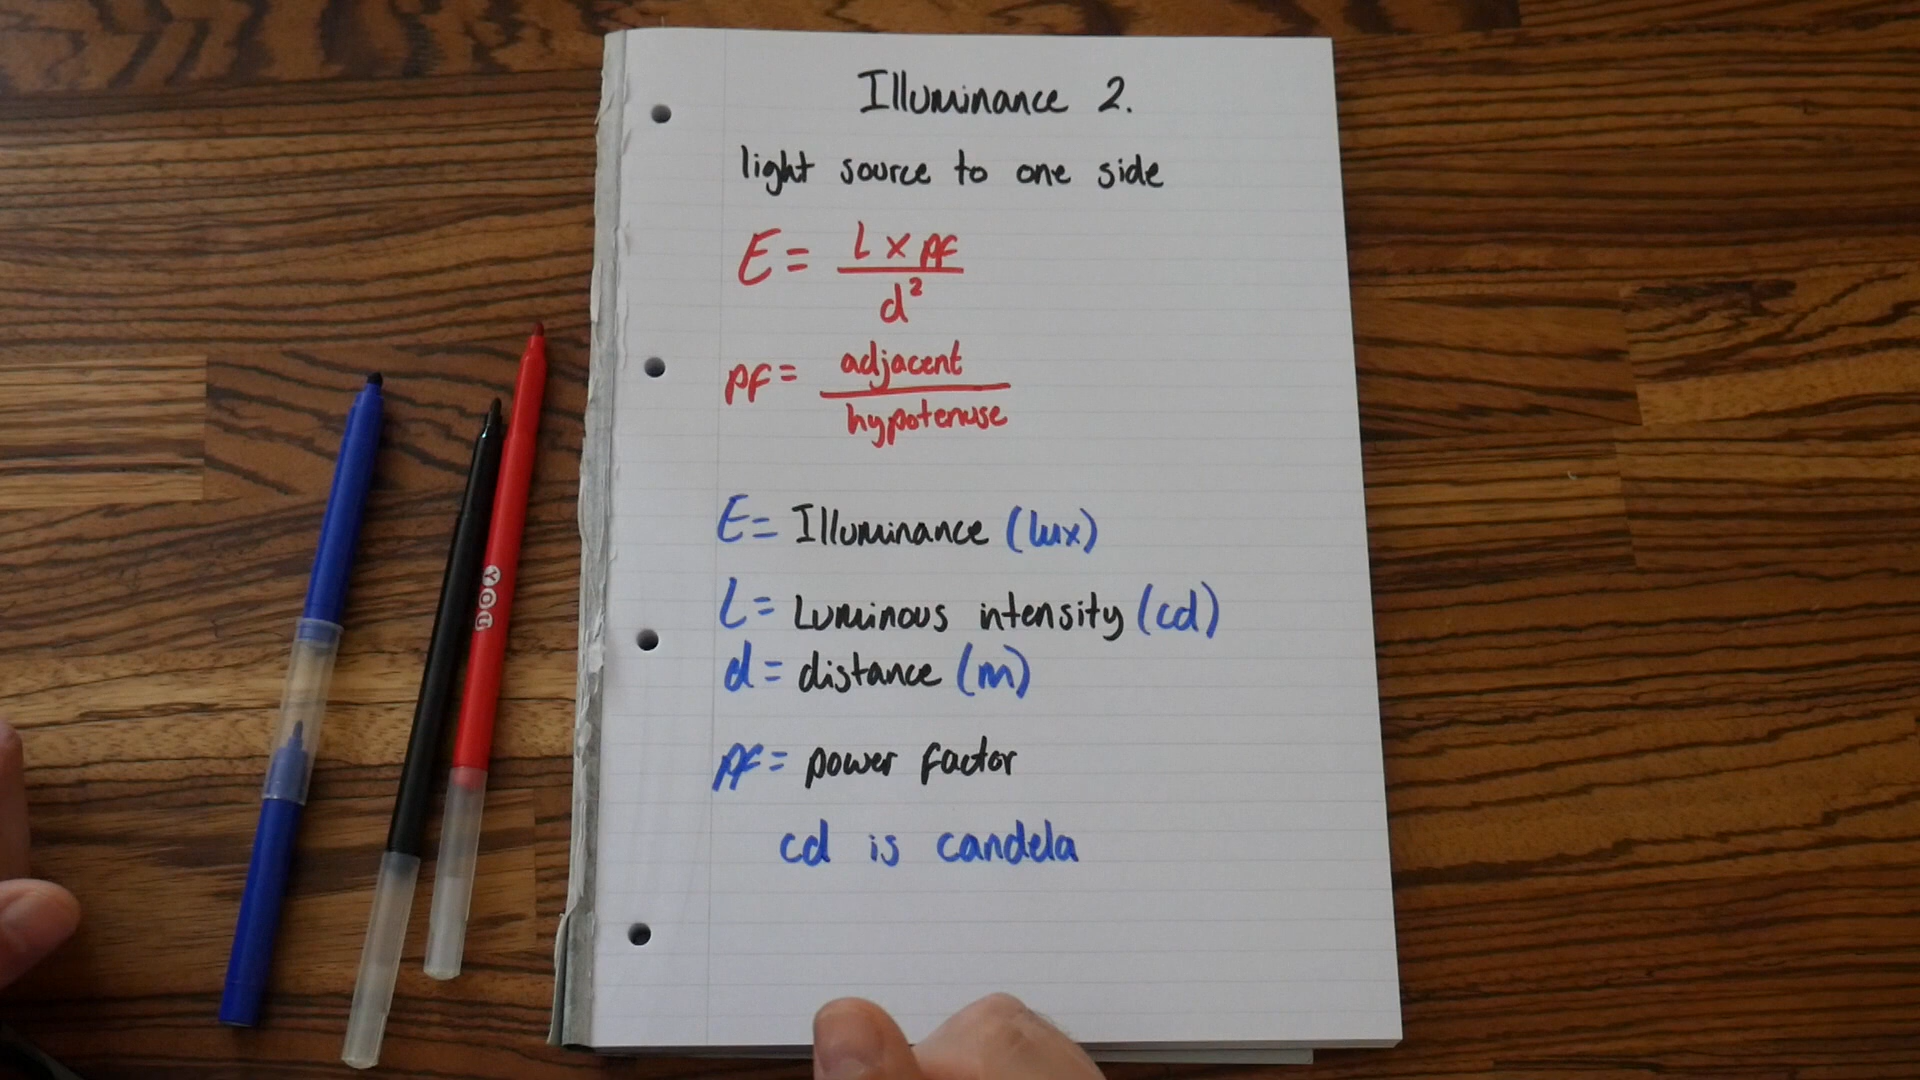 Illuminance 2.
light source to one side
E = L x pf / d²
pf = adjacent / hypotenuse
E = Illuminance (lux)
L = Luminous intensity (cd)
d = distance (m)
pf = power factor
cd is candela
YOU